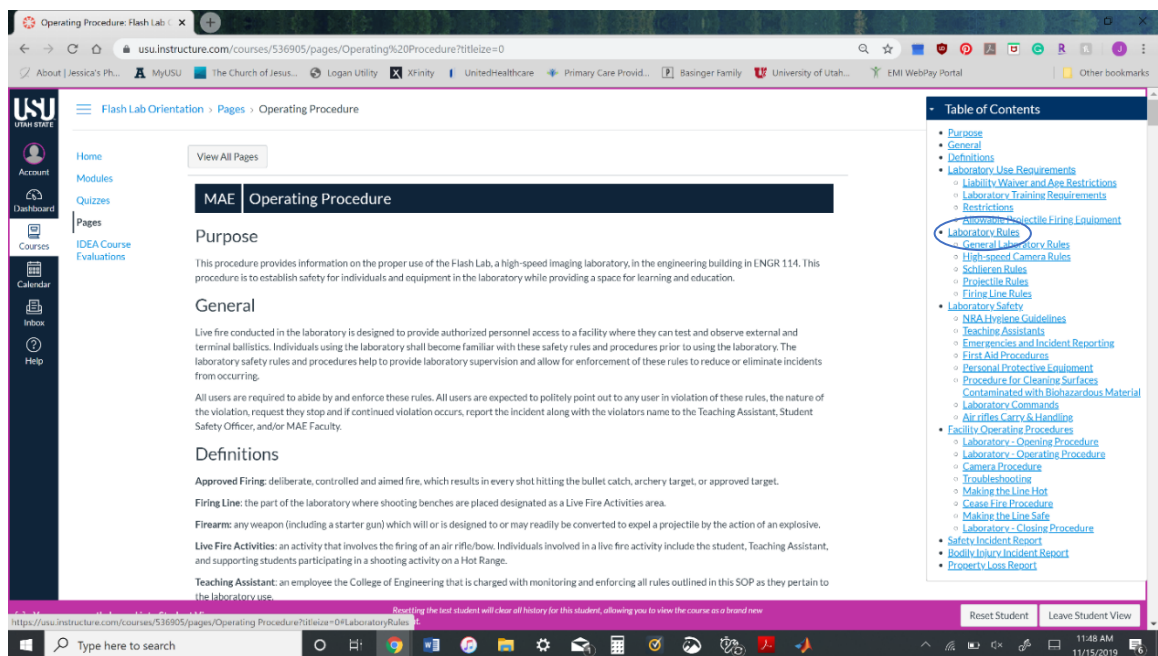 Operating Procedure: Flash Lab
usu.instructure.com/courses/536905/pages/Operating%20Procedure?titleize=0
About | Jessica's Ph...
MyUSU
The Church of Jesus...
Logan Utility
XFinity
UnitedHealthcare
Primary Care Provid...
Basinger Family
University of Utah...
EMI WebPay Portal
Other bookmarks
USU
UTAH STATE
Account
Dashboard
Courses
Calendar
Inbox
Help
Flash Lab Orientation › Pages › Operating Procedure
Home
Modules
Quizzes
Pages
IDEA Course
Evaluations
View All Pages
MAE Operating Procedure
Purpose
This procedure provides information on the proper use of the Flash Lab, a high-speed imaging laboratory, in the engineering building in ENGR 114. This
procedure is to establish safety for individuals and equipment in the laboratory while providing a space for learning and education.
General
Live fire conducted in the laboratory is designed to provide authorized personnel access to a facility where they can test and observe external and
terminal ballistics. Individuals using the laboratory shall become familiar with these safety rules and procedures prior to using the laboratory. The
laboratory safety rules and procedures help to provide laboratory supervision and allow for enforcement of these rules to reduce or eliminate incidents
from occurring.
All users are required to abide by and enforce these rules. All users are expected to politely point out to any user in violation of these rules, the nature of
the violation, request they stop and if continued violation occurs, report the incident along with the violators name to the Teaching Assistant, Student
Safety Officer, and/or MAE Faculty.
Definitions
Approved Firing: deliberate, controlled and aimed fire, which results in every shot hitting the bullet catch, archery target, or approved target.
Firing Line: the part of the laboratory where shooting benches are placed designated as a Live Fire Activities area.
Firearm: any weapon (including a starter gun) which will or is designed to or may readily be converted to expel a projectile by the action of an explosive.
Live Fire Activities: an activity that involves the firing of an air rifle/bow. Individuals involved in a live fire activity include the student, Teaching Assistant,
and supporting students participating in a shooting activity on a Hot Range.
Teaching Assistant: an employee the College of Engineering that is charged with monitoring and enforcing all rules outlined in this SOP as they pertain to
the laboratory use.
Table of Contents
Purpose
General
Definitions
Laboratory Use Requirements
Liability Waiver and Age Restrictions
Laboratory Training Requirements
Restrictions
Allowable Projectile Firing Equipment
Laboratory Rules
General Laboratory Rules
High-speed Camera Rules
Schlieren Rules
Projectile Rules
Firing Line Rules
Laboratory Safety
NRA Hygiene Guidelines
Teaching Assistants
Emergencies and Incident Reporting
First Aid Procedures
Personal Protective Equipment
Procedure for Cleaning Surfaces
Contaminated with Biohazardous Material
Laboratory Commands
Air rifles Carry & Handling
Facility Operating Procedures
Laboratory - Opening Procedure
Laboratory - Operating Procedure
Camera Procedure
Troubleshooting
Making the Line Hot
Cease Fire Procedure
Making the Line Safe
Laboratory - Closing Procedure
Safety Incident Report
Bodily Injury Incident Report
Property Loss Report
Resetting the test student will clear all history for this student, allowing you to view the course as a brand new
Reset Student
Leave Student View
https://usu.instructure.com/courses/536905/pages/Operating Procedure?titleize=0#LaboratoryRules
Type here to search
11:48 AM
11/15/2019